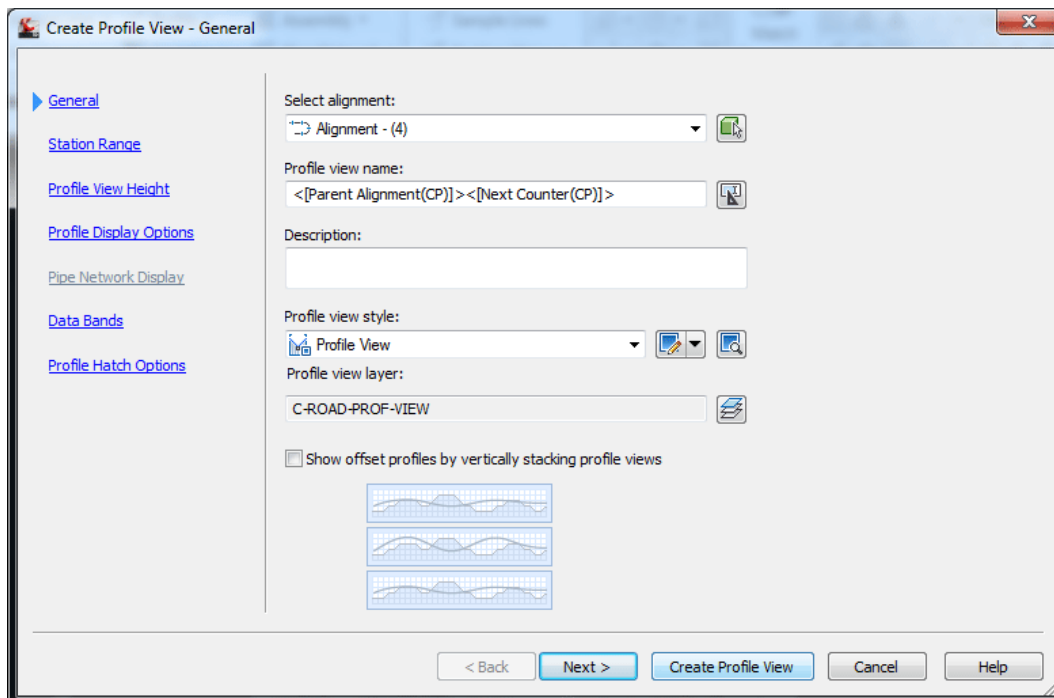 Create Profile View - General
General
Station Range
Profile View Height
Profile Display Options
Pipe Network Display
Data Bands
Profile Hatch Options
Select alignment:
Alignment - (4)
Profile view name:
<[Parent Alignment(CP)]><[Next Counter(CP)]>
Description:
Profile view style:
Profile View
Profile view layer:
C-ROAD-PROF-VIEW
Show offset profiles by vertically stacking profile views
< Back
Next >
Create Profile View
Cancel
Help